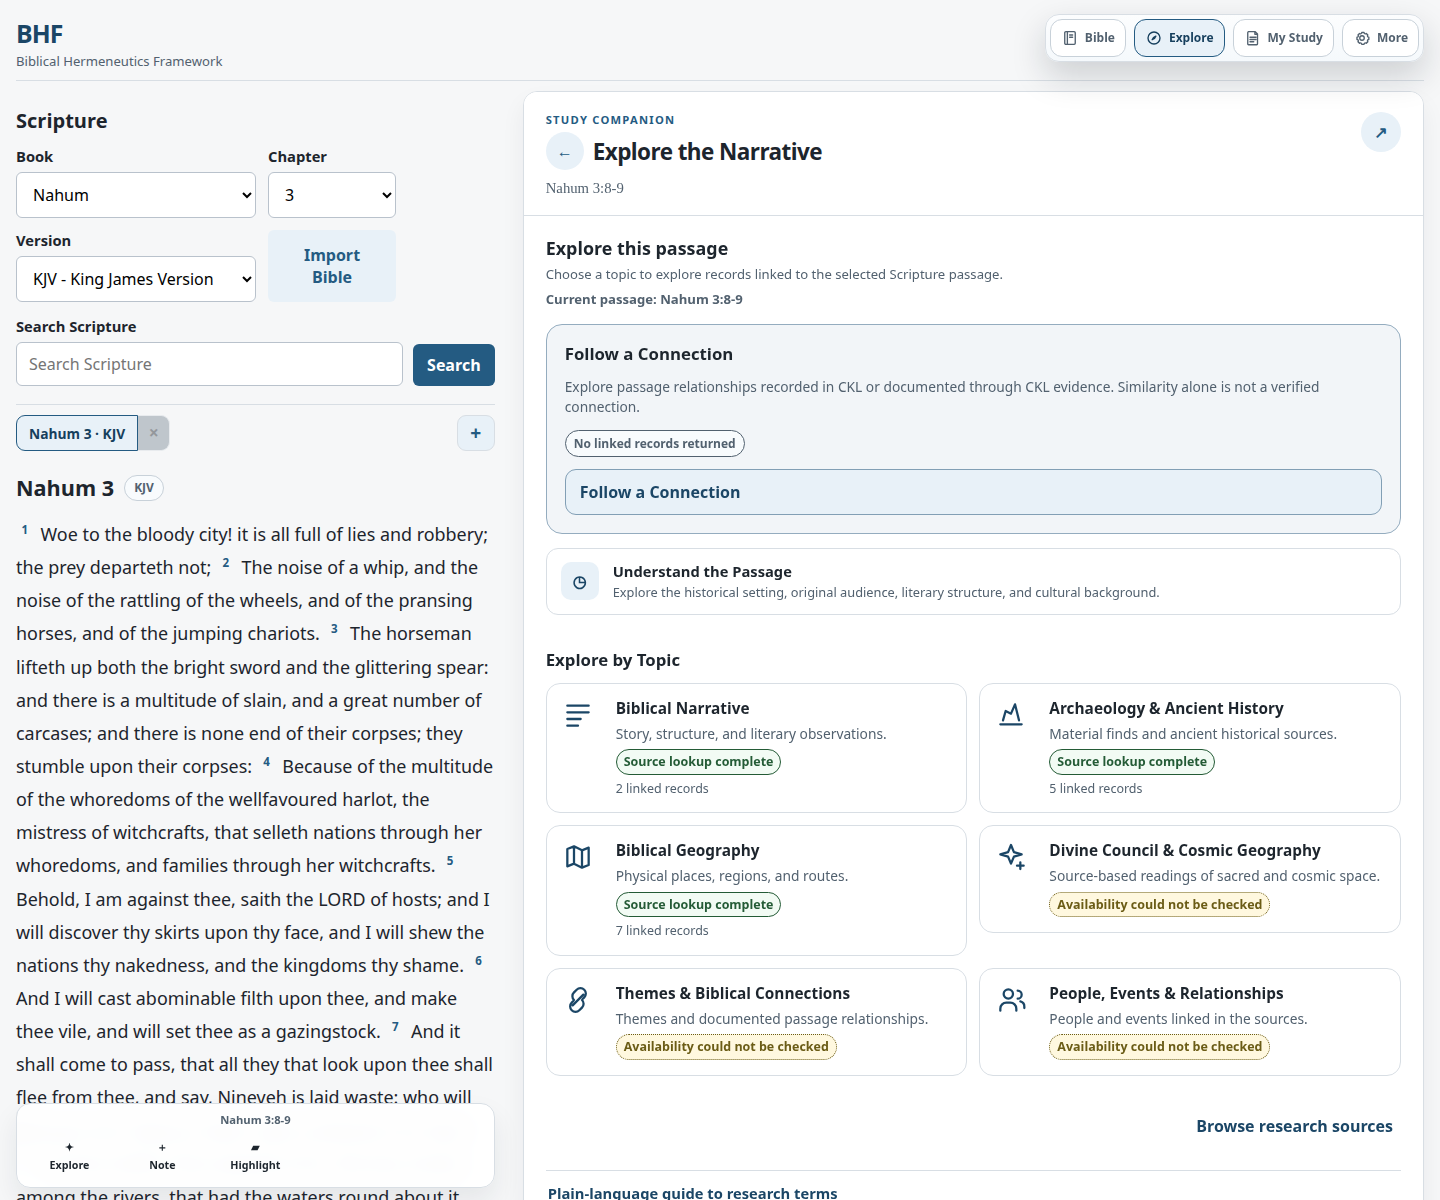 BHF
Biblical Hermeneutics Framework
Bible
Explore
My Study
More
Scripture
Book
Chapter
Nahum
3
Version
KJV - King James Version
Import
Bible
Search Scripture
Search Scripture
Search
Nahum 3 · KJV
×
+
Nahum 3
KJV
1 Woe to the bloody city! it is all full of lies and robbery;
the prey departeth not; 2 The noise of a whip, and the
noise of the rattling of the wheels, and of the pransing
horses, and of the jumping chariots. 3 The horseman
lifteth up both the bright sword and the glittering spear:
and there is a multitude of slain, and a great number of
carcases; and there is none end of their corpses; they
stumble upon their corpses: 4 Because of the multitude
of the whoredoms of the wellfavoured harlot, the
mistress of witchcrafts, that selleth nations through her
whoredoms, and families through her witchcrafts. 5
Behold, I am against thee, saith the LORD of hosts; and I
will discover thy skirts upon thy face, and I will shew the
nations thy nakedness, and the kingdoms thy shame. 6
And I will cast abominable filth upon thee, and make
thee vile, and will set thee as a gazingstock. 7 And it
shall come to pass, that all they that look upon thee shall
flee from thee, and say, Nineveh is laid waste: who will
Nahum 3:8-9
Explore
Note
Highlight
among the rivers, that had the waters round about it,
STUDY COMPANION
← Explore the Narrative
↗
Nahum 3:8-9
Explore this passage
Choose a topic to explore records linked to the selected Scripture passage.
Current passage: Nahum 3:8-9
Follow a Connection
Explore passage relationships recorded in CKL or documented through CKL evidence. Similarity alone is not a verified
connection.
No linked records returned
Follow a Connection
Understand the Passage
Explore the historical setting, original audience, literary structure, and cultural background.
Explore by Topic
Biblical Narrative
Story, structure, and literary observations.
Source lookup complete
2 linked records
Archaeology & Ancient History
Material finds and ancient historical sources.
Source lookup complete
5 linked records
Biblical Geography
Physical places, regions, and routes.
Source lookup complete
7 linked records
Divine Council & Cosmic Geography
Source-based readings of sacred and cosmic space.
Availability could not be checked
Themes & Biblical Connections
Themes and documented passage relationships.
Availability could not be checked
People, Events & Relationships
People and events linked in the sources.
Availability could not be checked
Browse research sources
Plain-language guide to research terms